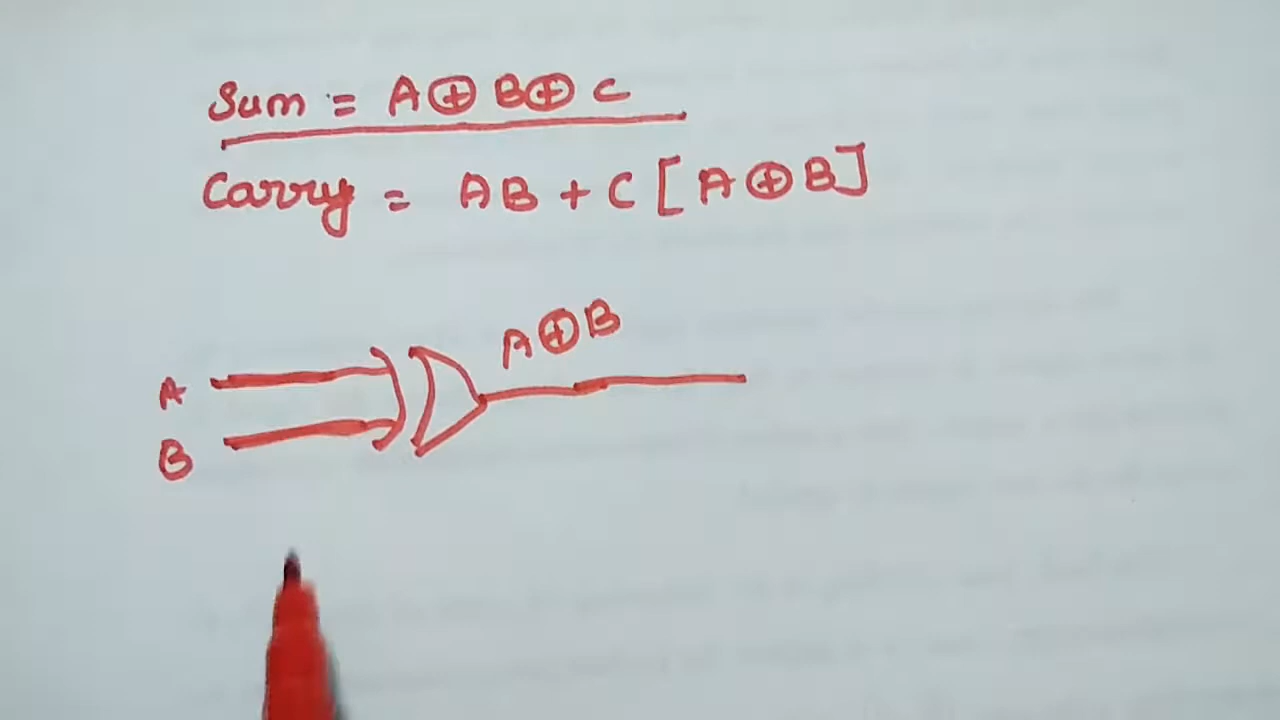 Sum = A ⊕ B ⊕ C
Carry = AB + C [A ⊕ B]
A ⊕ B
A
B